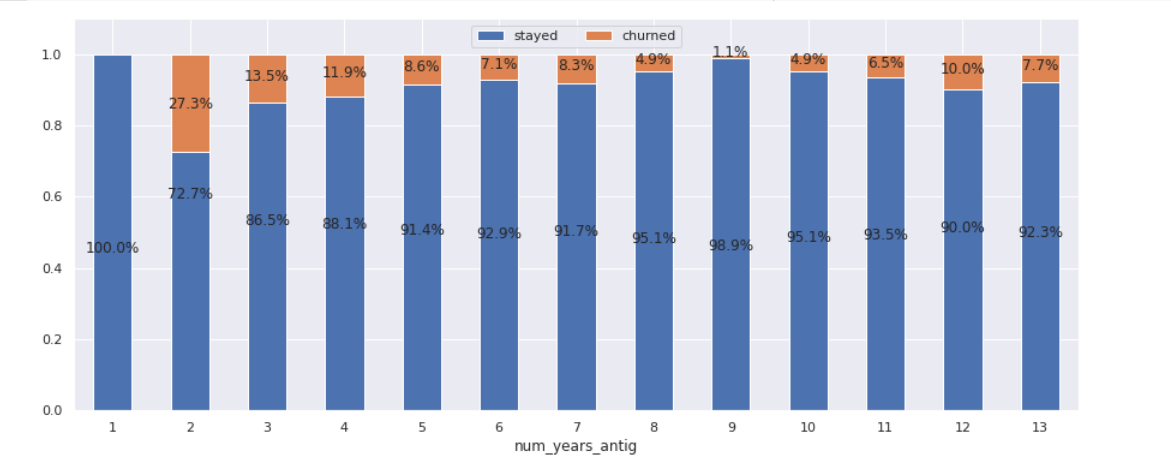 stayed churned
1.0
0.8
0.6
0.4
0.2
0.0
27.3% 13.5% 11.9% 8.6% 7.1% 8.3% 4.9% 1.1% 4.9% 6.5% 10.0% 7.7%
100.0% 72.7% 86.5% 88.1% 91.4% 92.9% 91.7% 95.1% 98.9% 95.1% 93.5% 90.0% 92.3%
1 2 3 4 5 6 7 8 9 10 11 12 13
num_years_antig